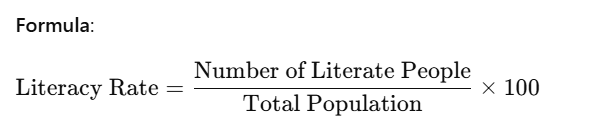 Formula:
Literacy Rate = Number of Literate People / Total Population × 100